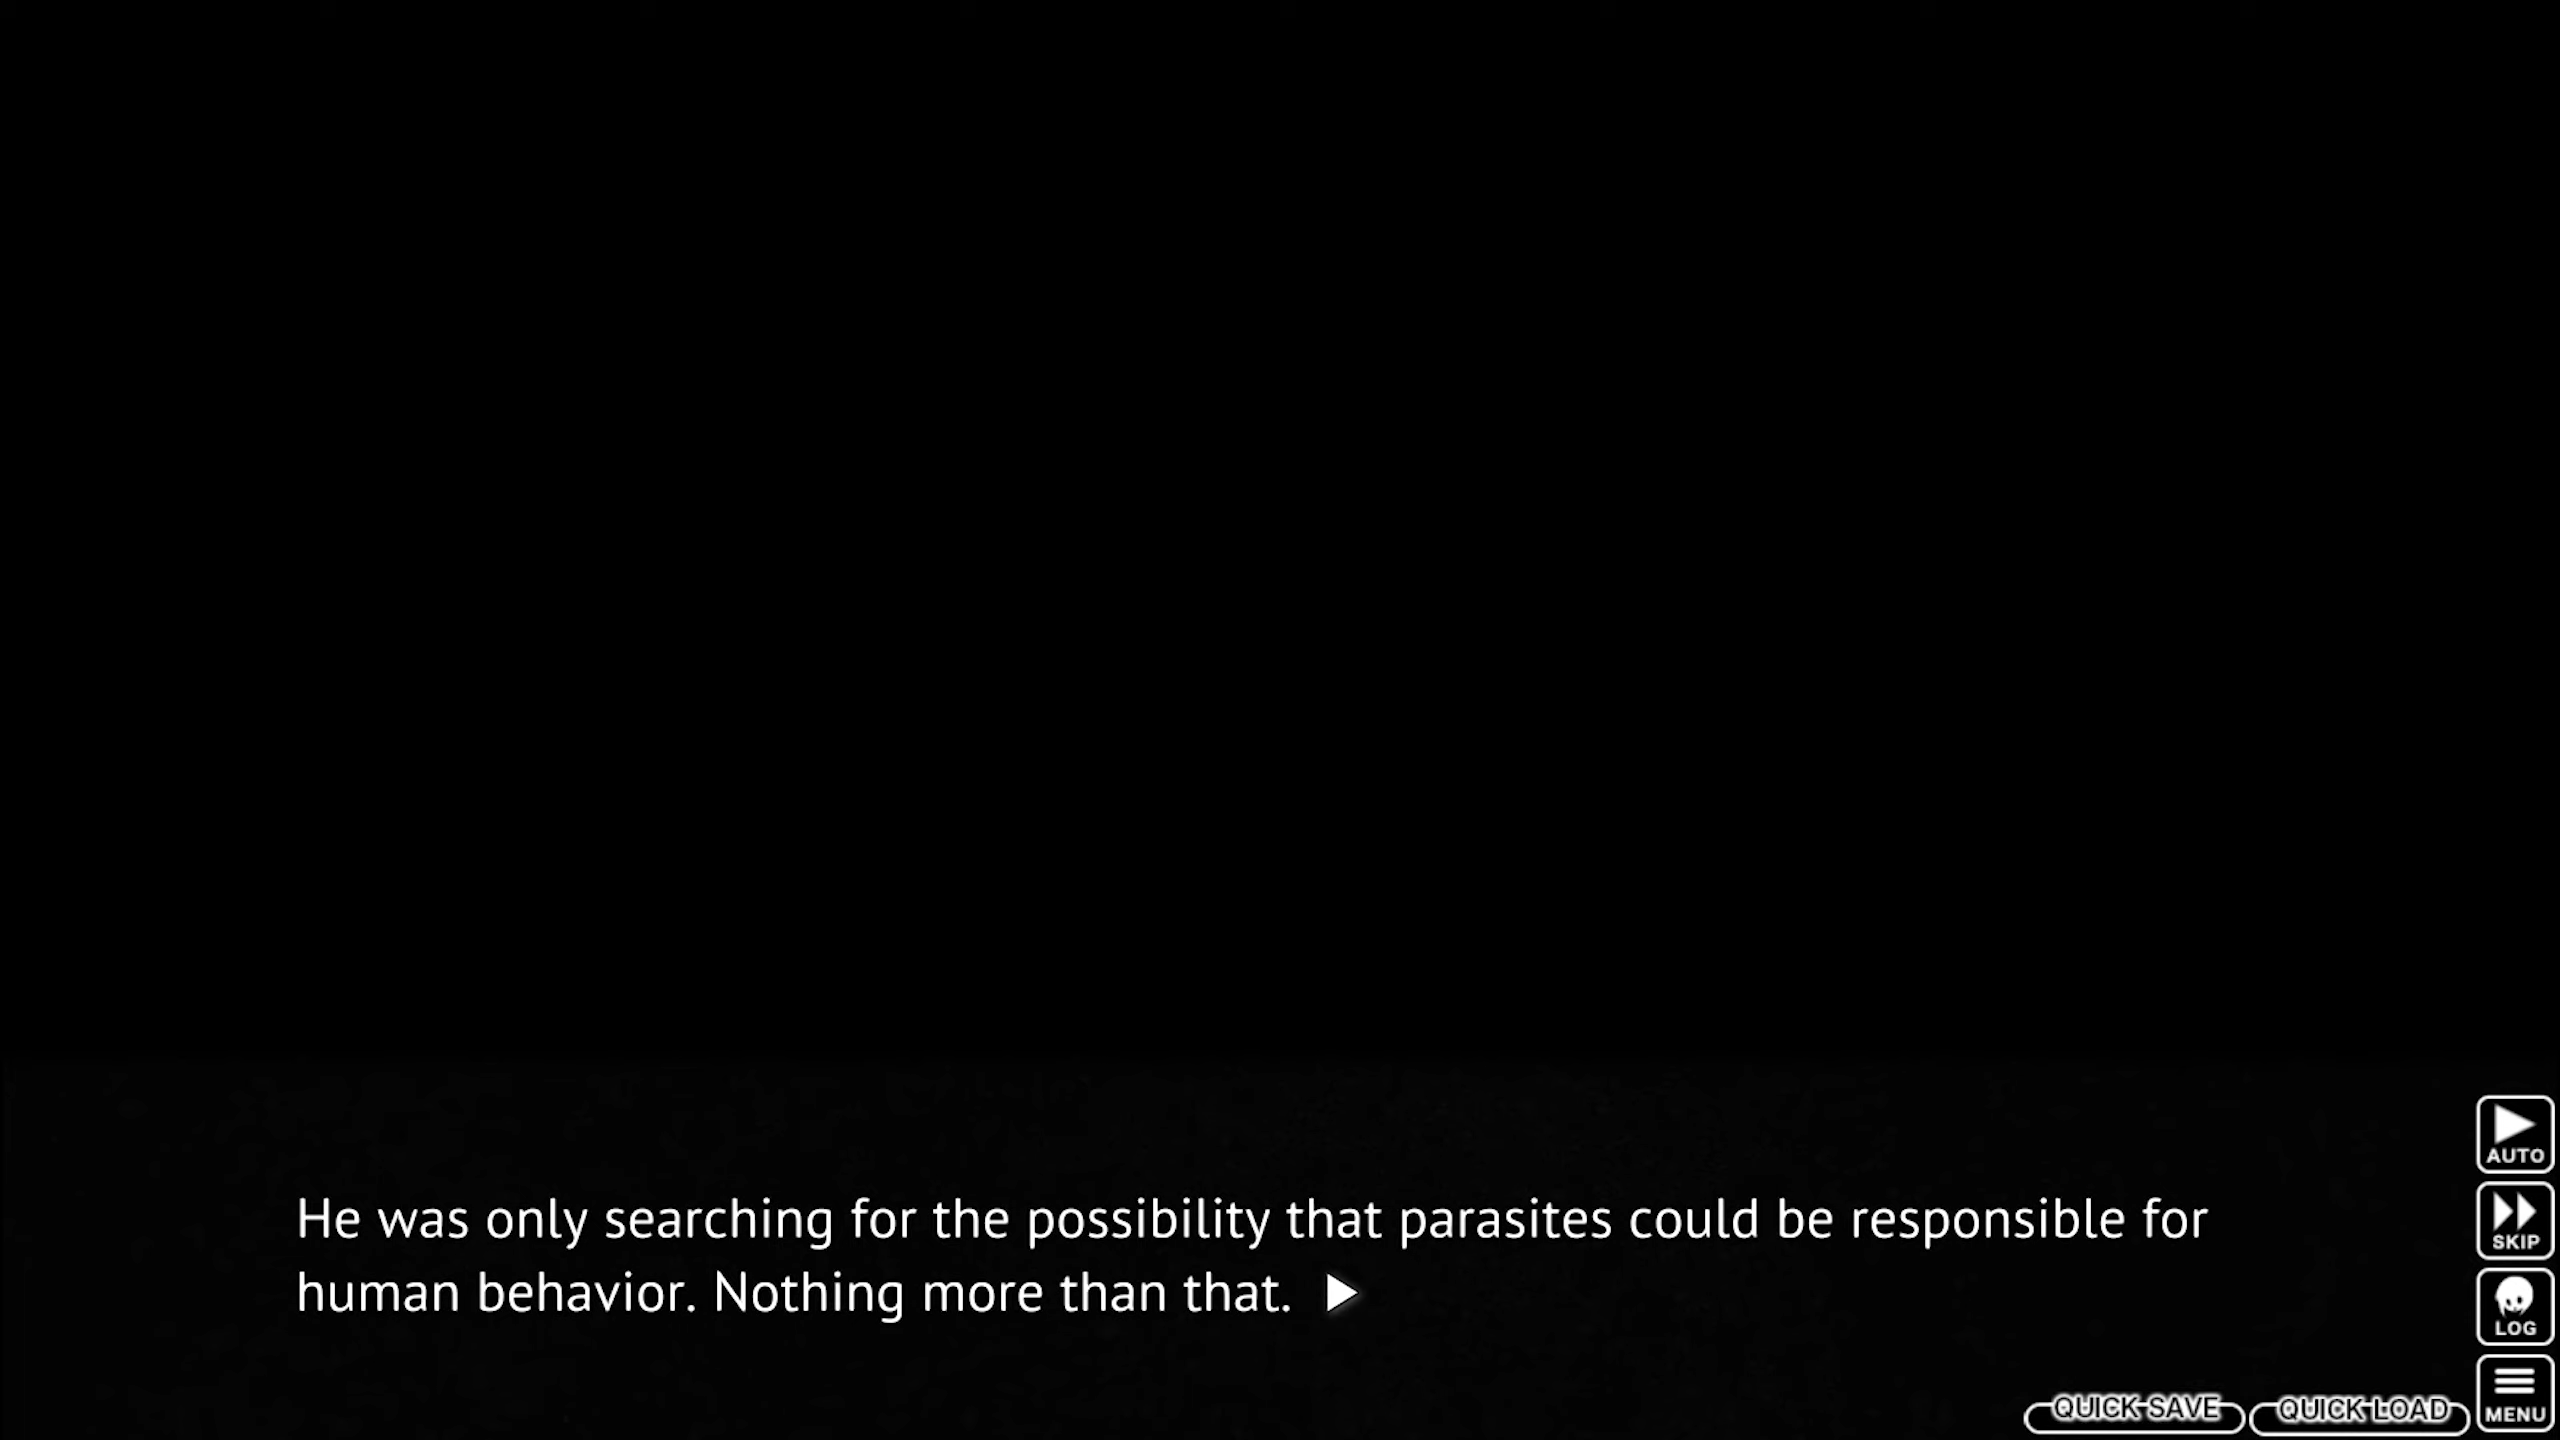 He was only searching for the possibility that parasites could be responsible for
human behavior. Nothing more than that.
AUTO
SKIP
LOG
MENU
QUICK SAVE
QUICK LOAD